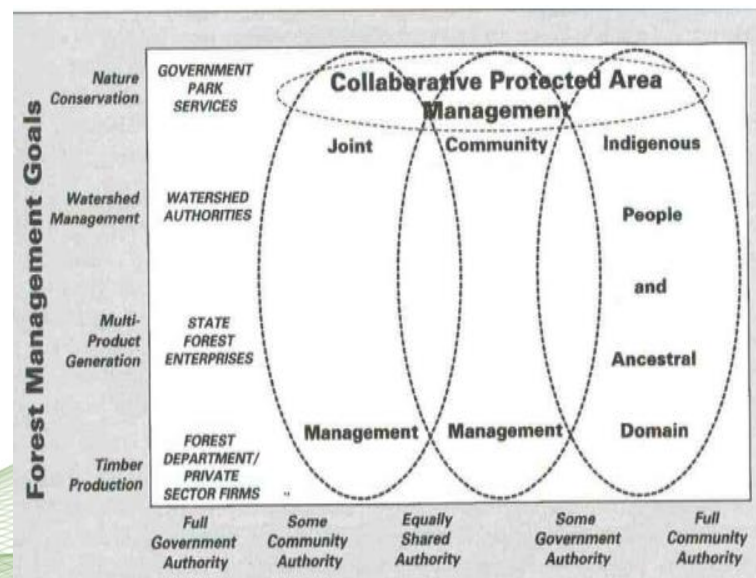 Forest Management Goals
Nature
Conservation
GOVERNMENT
PARK
SERVICES
Collaborative Protected Area
Management
Joint
Community
Indigenous
Watershed
Management
WATERSHED
AUTHORITIES
People
and
Multi-
Product
Generation
STATE
FOREST
ENTERPRISES
Ancestral
Management
Management
Domain
Timber
Production
FOREST
DEPARTMENT/
PRIVATE
SECTOR FIRMS
Full
Government
Authority
Some
Community
Authority
Equally
Shared
Authority
Some
Government
Authority
Full
Community
Authority